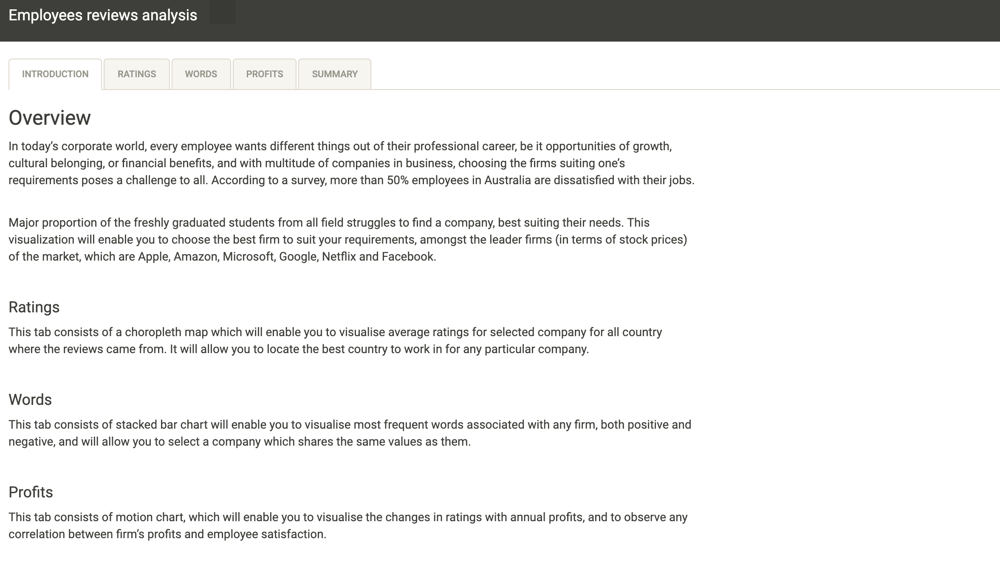 Employees reviews analysis
INTRODUCTION
RATINGS
WORDS
PROFITS
SUMMARY
Overview
In today’s corporate world, every employee wants different things out of their professional career, be it opportunities of growth,
cultural belonging, or financial benefits, and with multitude of companies in business, choosing the firms suiting one’s
requirements poses a challenge to all. According to a survey, more than 50% employees in Australia are dissatisfied with their jobs.
Major proportion of the freshly graduated students from all field struggles to find a company, best suiting their needs. This
visualization will enable you to choose the best firm to suit your requirements, amongst the leader firms (in terms of stock prices)
of the market, which are Apple, Amazon, Microsoft, Google, Netflix and Facebook.
Ratings
This tab consists of a choropleth map which will enable you to visualise average ratings for selected company for all country
where the reviews came from. It will allow you to locate the best country to work in for any particular company.
Words
This tab consists of stacked bar chart will enable you to visualise most frequent words associated with any firm, both positive and
negative, and will allow you to select a company which shares the same values as them.
Profits
This tab consists of motion chart, which will enable you to visualise the changes in ratings with annual profits, and to observe any
correlation between firm’s profits and employee satisfaction.